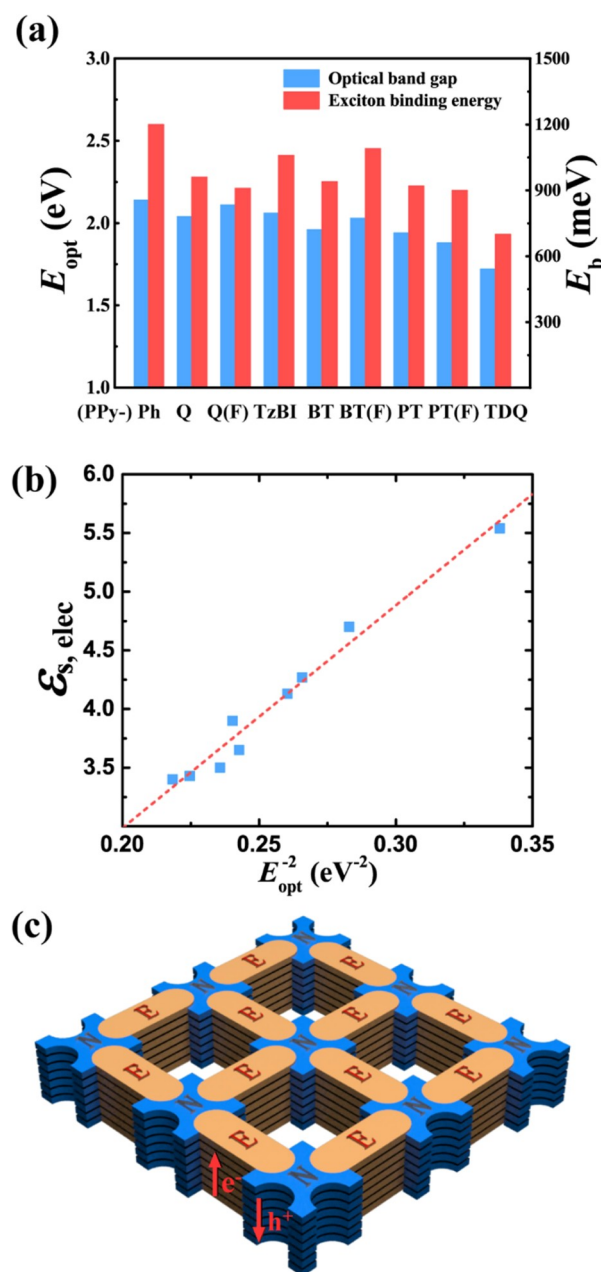 (a)
3.0
2.5
2.0
1.5
1.0
E_opt (eV)
Optical band gap
Exciton binding energy
1500
1200
900
600
300
E_b (meV)
(PPy-) Ph Q Q(F) TzBI BT BT(F) PT PT(F) TDQ
(b)
6.0
5.5
5.0
4.5
4.0
3.5
ε_s, elec
0.20 0.25 0.30 0.35
E_opt^-2 (eV^-2)
(c)
N
E E
N N
E E E E
N N N
E E E E
N N
E E
N
e-
h+